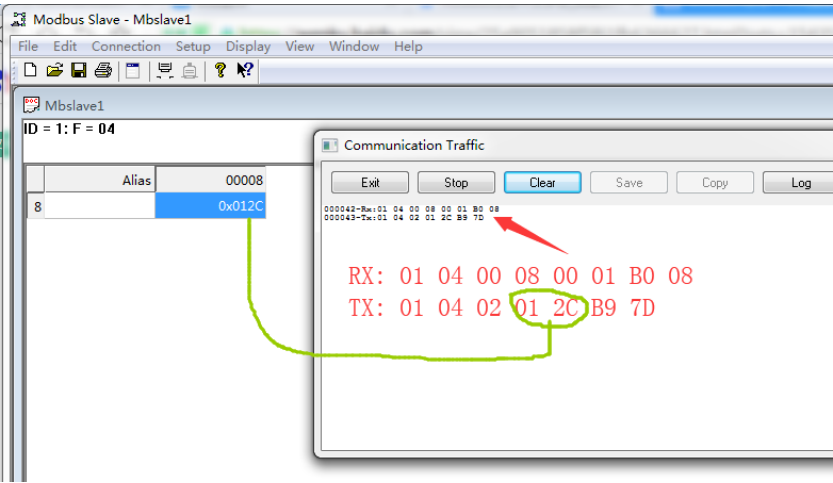 Modbus Slave - Mbslave1
File Edit Connection Setup Display View Window Help
Mbslave1
ID = 1: F = 04
Alias 00008
8 0x012C
Communication Traffic
Exit Stop Clear Save Copy Log
000042-Rx:01 04 00 08 00 01 B0 08
000043-Tx:01 04 02 01 2C B9 7D
RX: 01 04 00 08 00 01 B0 08
TX: 01 04 02 01 2C B9 7D